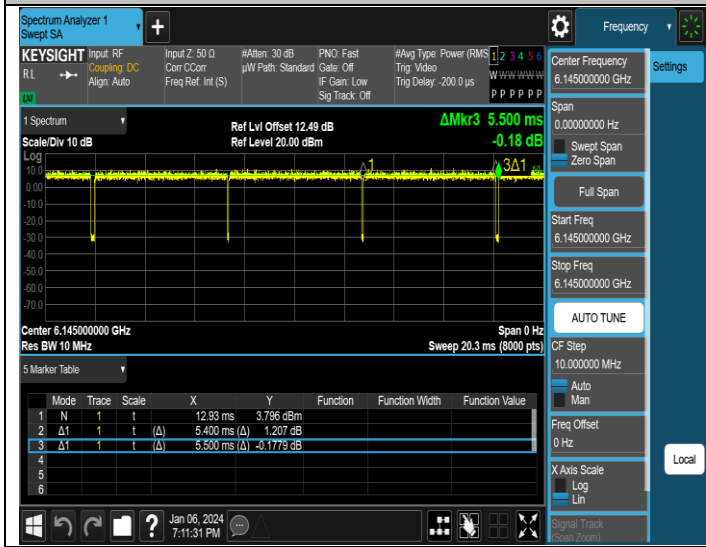 Spectrum Analyzer 1
Swept SA
Frequency
KEYSIGHT
RL
Input: RF
Coupling: DC
Align: Auto
Input Z: 50 Ω
Corr CCorr
Freq Ref: Int (S)
#Atten: 30 dB
µW Path: Standard
PNO: Fast
Gate: Off
IF Gain: Low
Sig Track: Off
#Avg Type: Power (RMS
Trig: Video
Trig Delay: -200.0 µs
1 2 3 4 5 6
W W W W W W
P P P P P P
LXI
1 Spectrum
Scale/Div 10 dB
Ref Lvl Offset 12.49 dB
Ref Level 20.00 dBm
ΔMkr3 5.500 ms
-0.18 dB
Log
10.0
0.00
-10.0
-20.0
-30.0
-40.0
-50.0
-60.0
-70.0
1
3Δ1
Center 6.145000000 GHz
Res BW 10 MHz
Span 0 Hz
Sweep 20.3 ms (8000 pts)
5 Marker Table
Mode Trace Scale X Y Function Function Width Function Value
1 N 1 t 12.93 ms 3.796 dBm
2 Δ1 1 t (Δ) 5.400 ms (Δ) 1.207 dB
3 Δ1 1 t (Δ) 5.500 ms (Δ) -0.1779 dB
4
5
6
Jan 06, 2024
7:11:31 PM
Center Frequency
6.145000000 GHz
Span
0.00000000 Hz
Swept Span
Zero Span
Full Span
Start Freq
6.145000000 GHz
Stop Freq
6.145000000 GHz
AUTO TUNE
CF Step
10.000000 MHz
Auto
Man
Freq Offset
0 Hz
X Axis Scale
Log
Lin
Signal Track
(Span Zoom)
Settings
Local